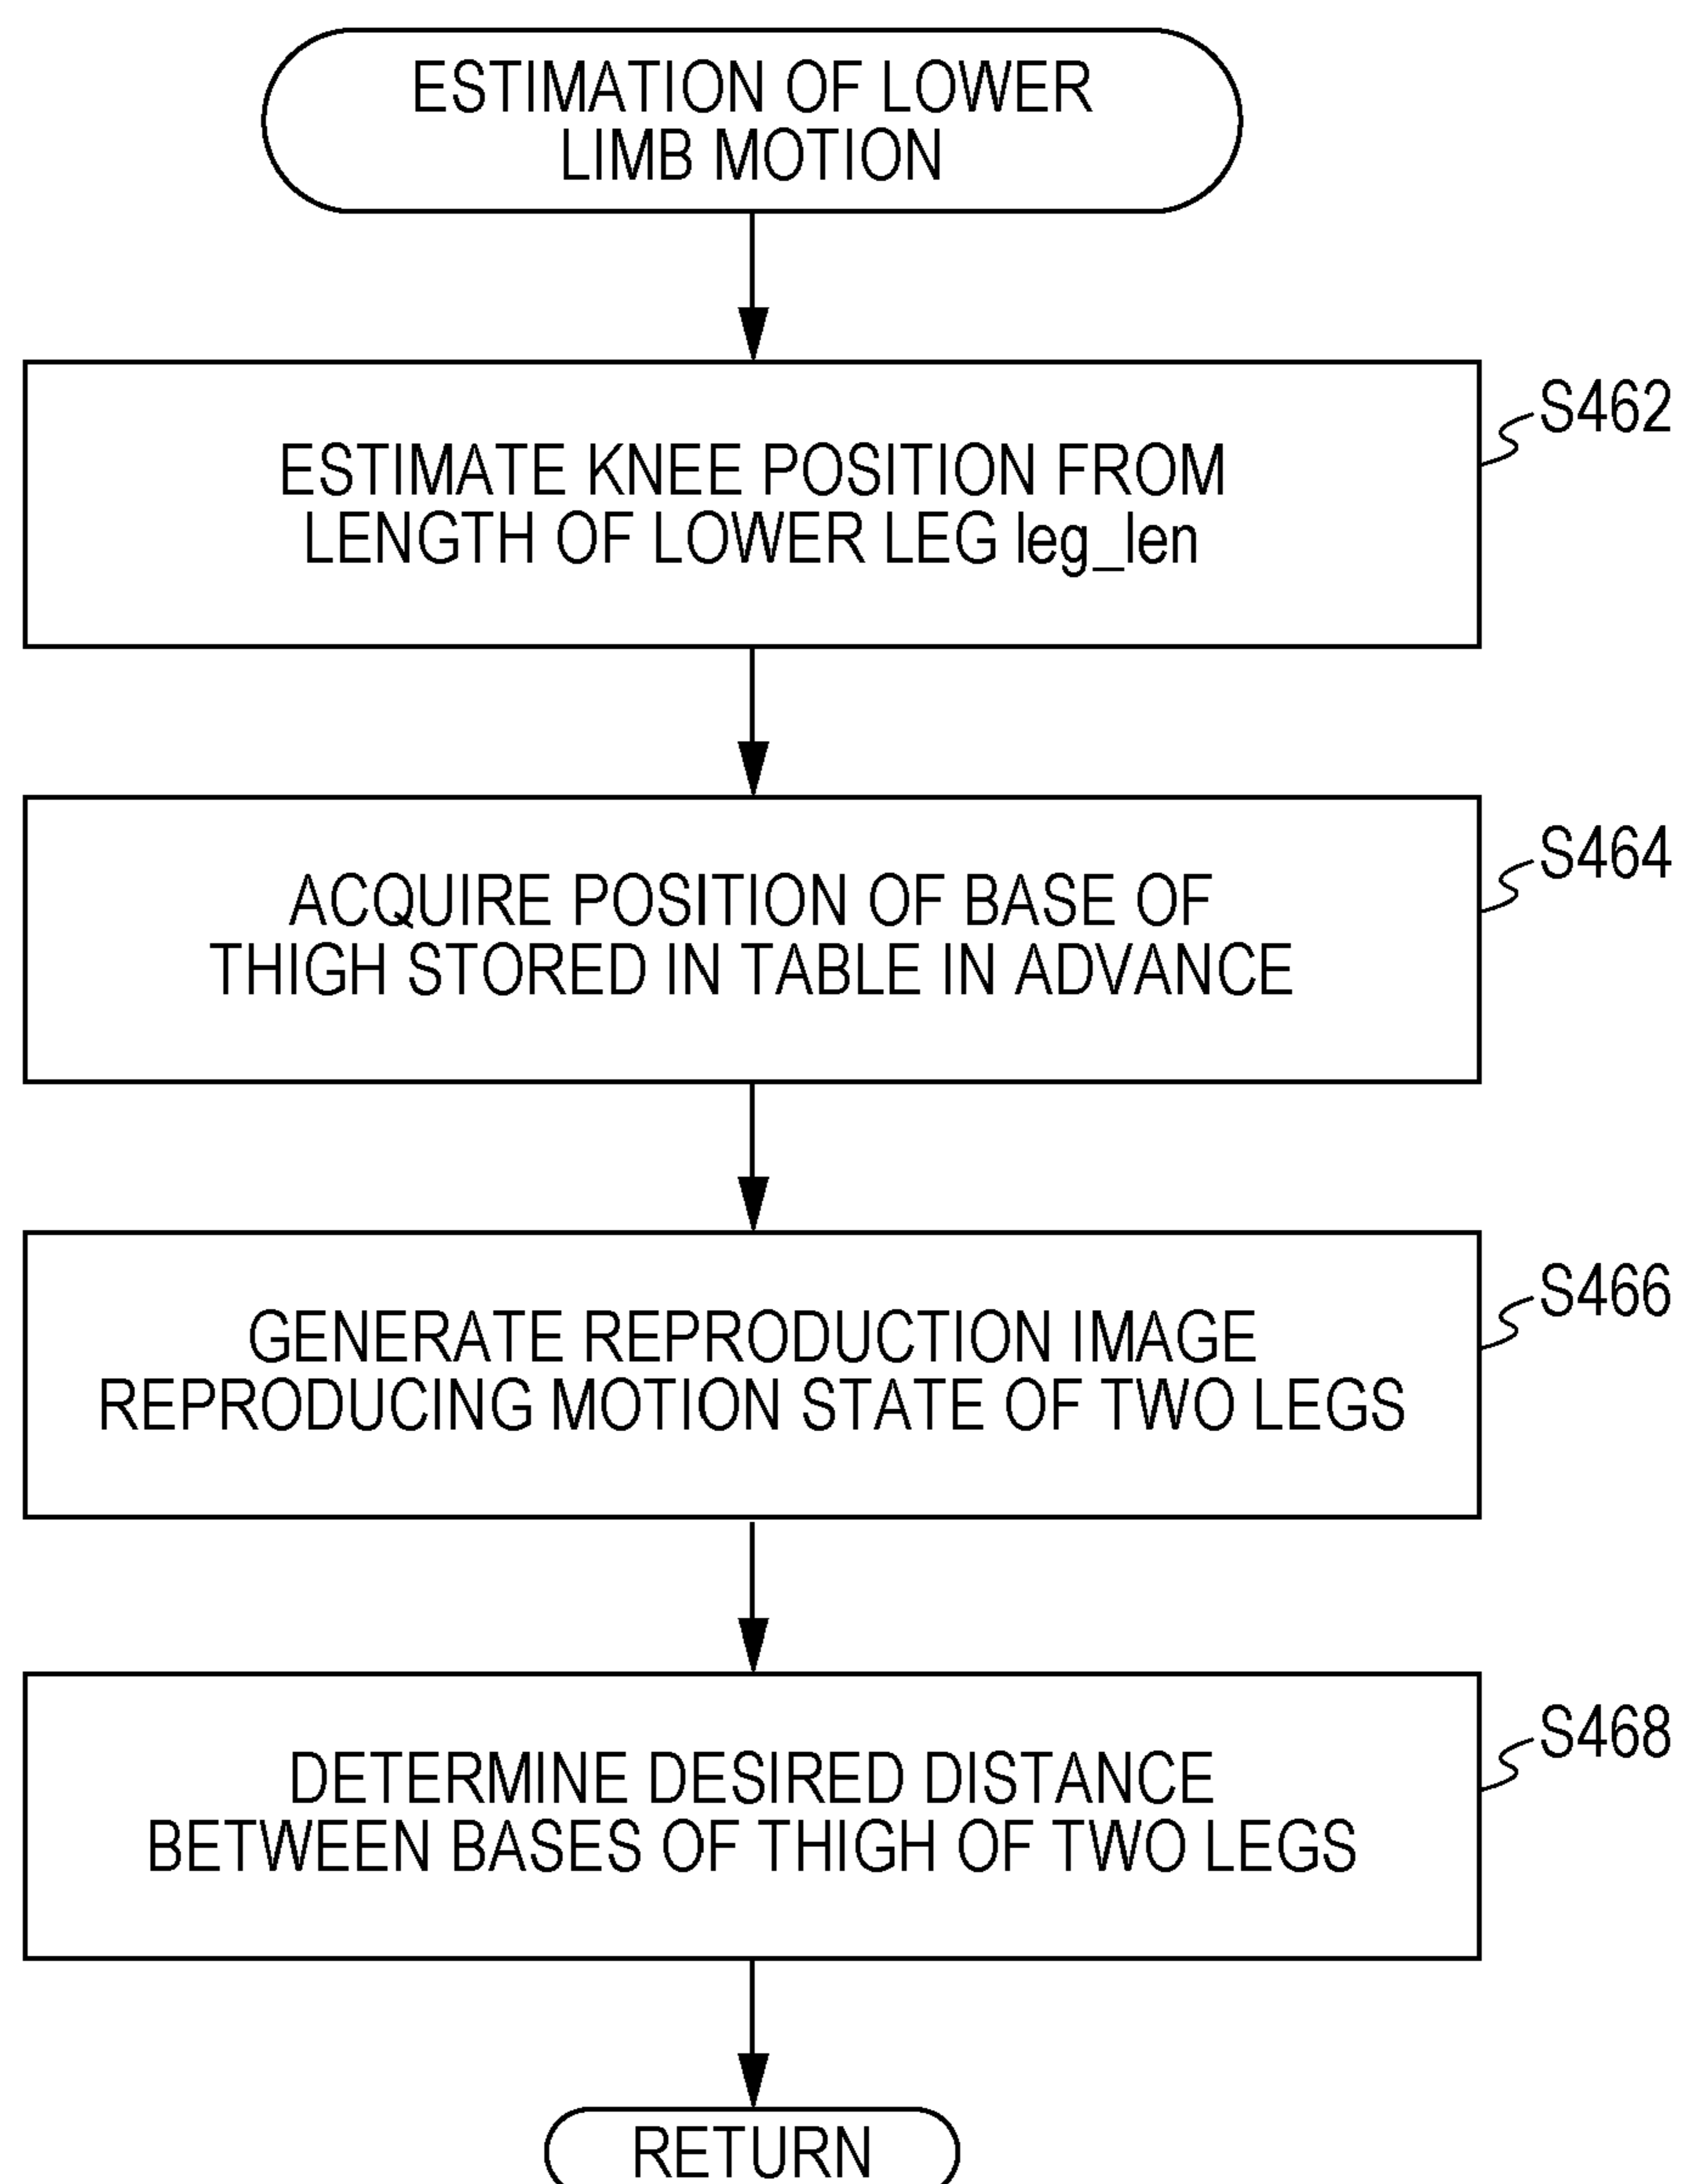 ESTIMATION OF LOWER
LIMB MOTION
S462
ESTIMATE KNEE POSITION FROM
LENGTH OF LOWER LEG leg_len
S464
ACQUIRE POSITION OF BASE OF
THIGH STORED IN TABLE IN ADVANCE
S466
GENERATE REPRODUCTION IMAGE
REPRODUCING MOTION STATE OF TWO LEGS
S468
DETERMINE DESIRED DISTANCE
BETWEEN BASES OF THIGH OF TWO LEGS
RETURN